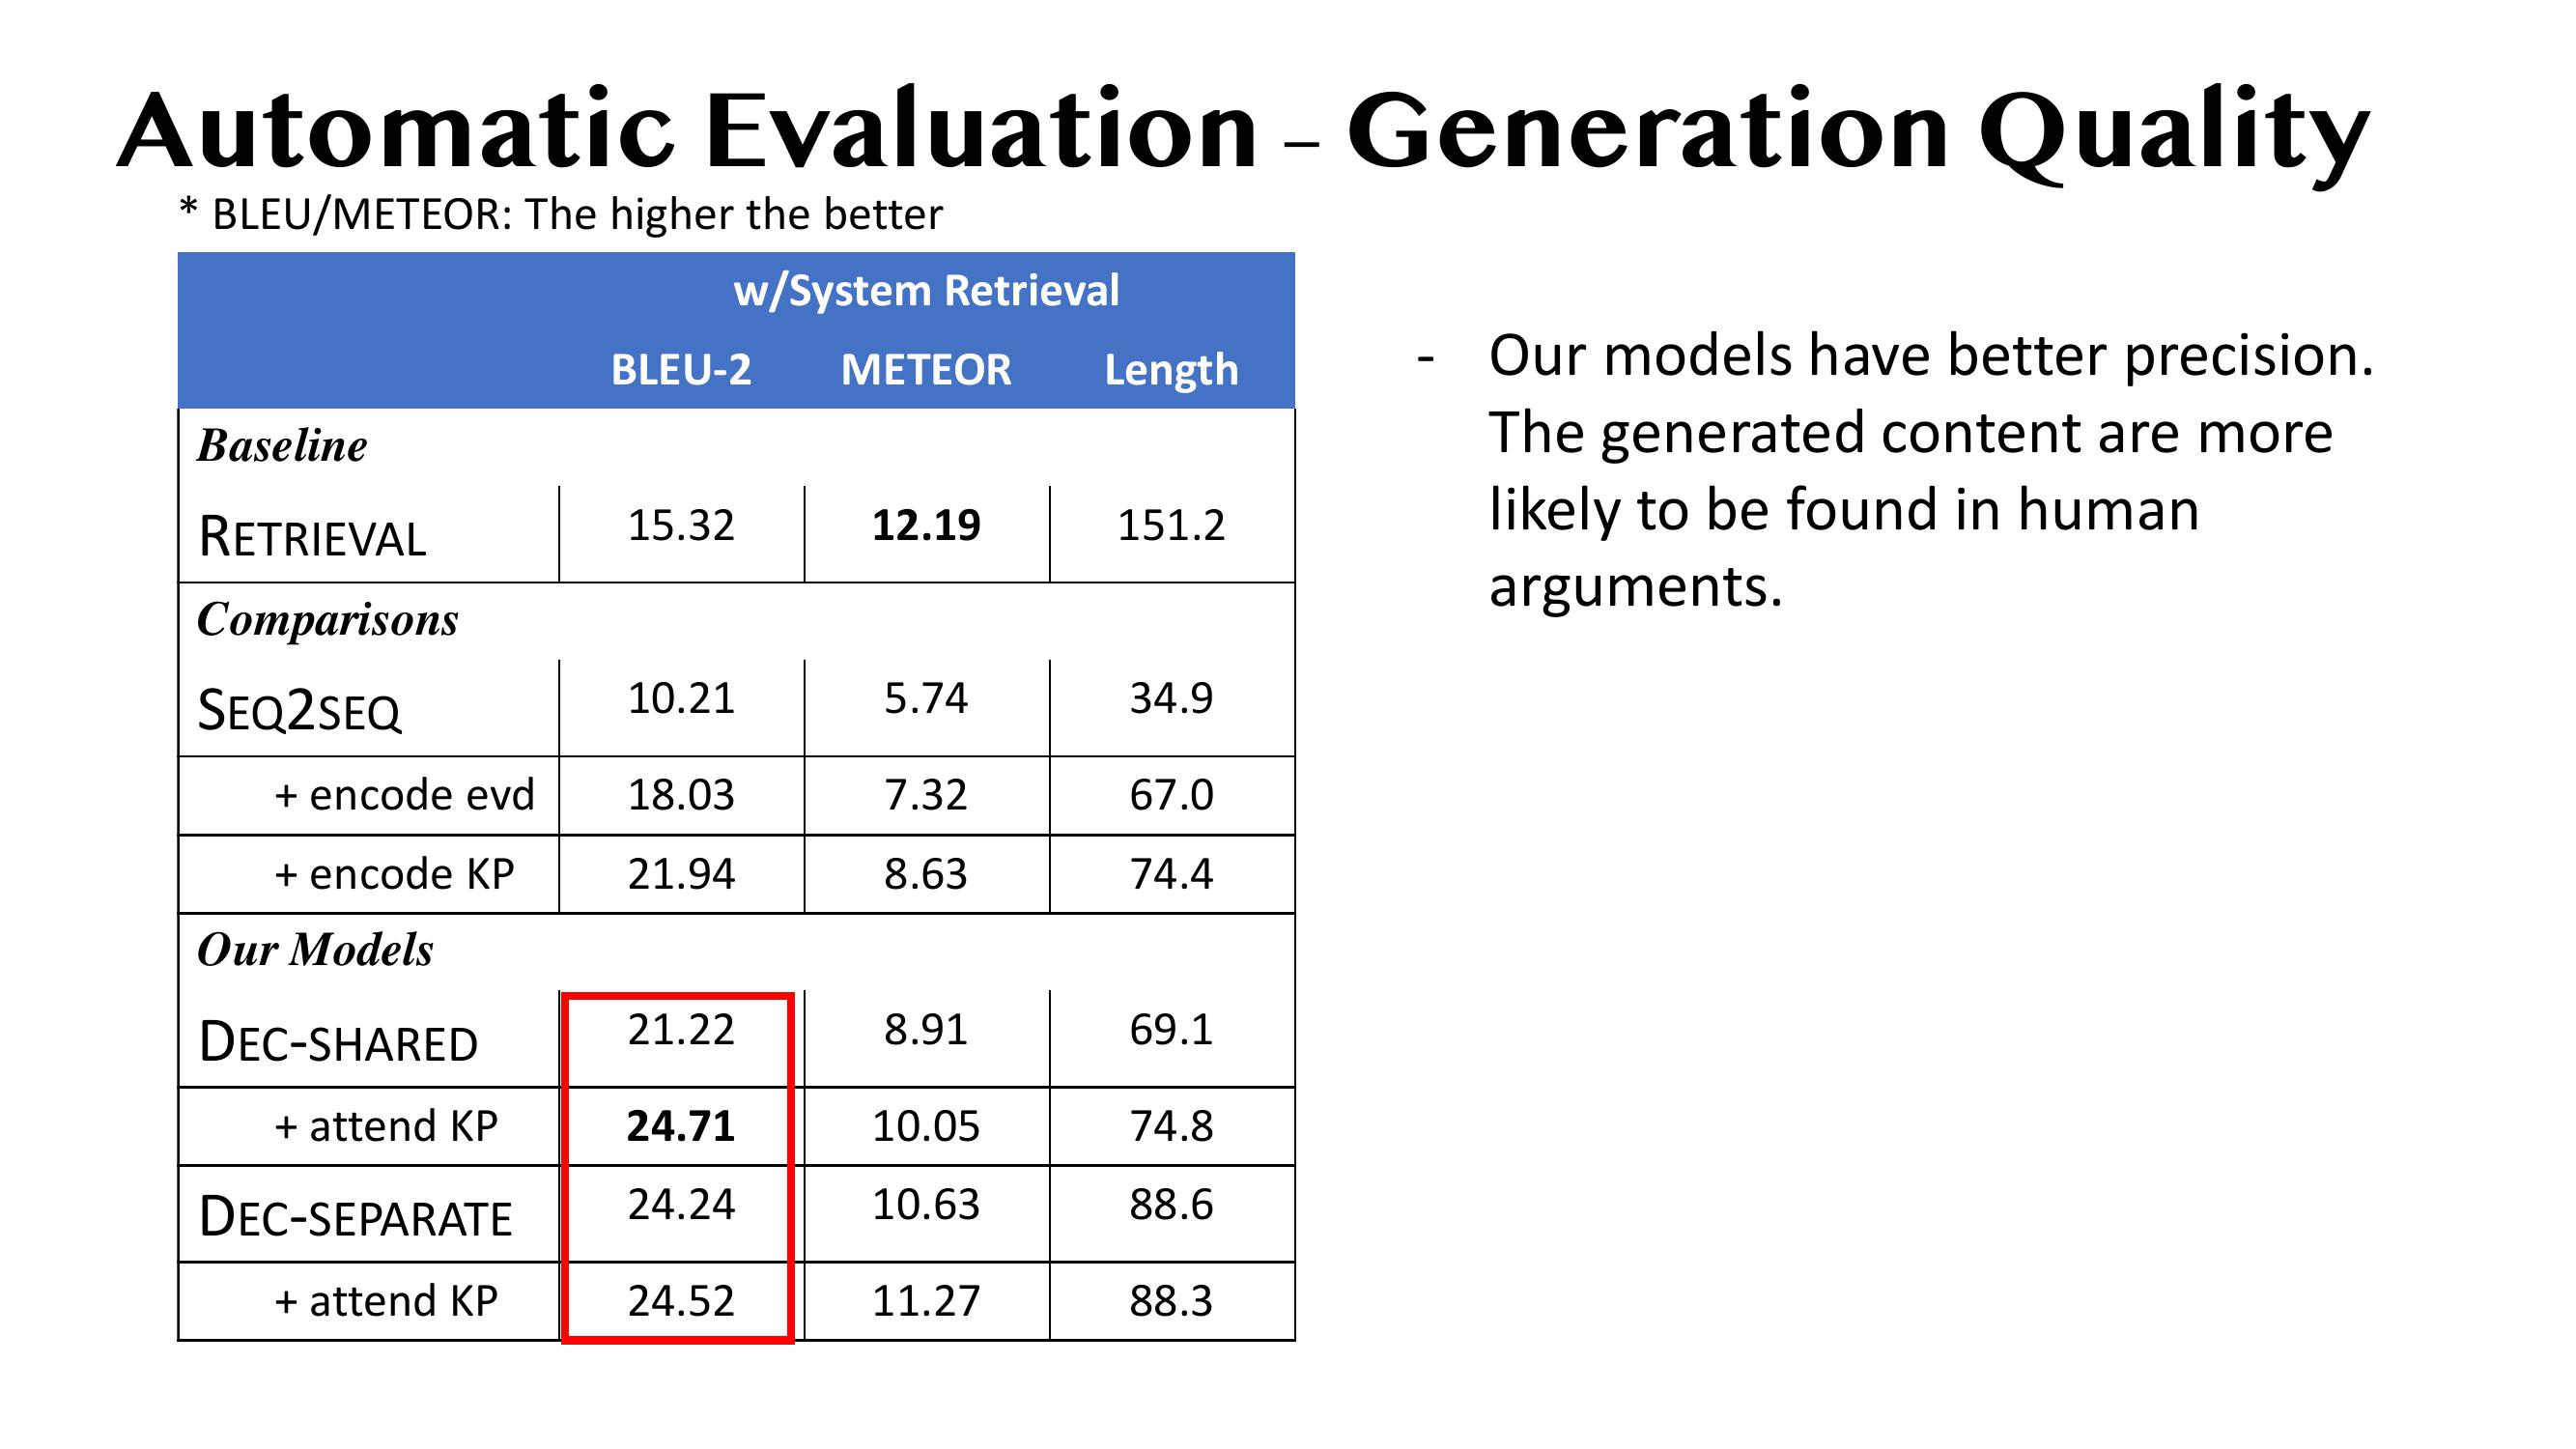 Automatic Evaluation – Generation Quality
* BLEU/METEOR: The higher the better
w/System Retrieval
BLEU-2 METEOR Length
Baseline
RETRIEVAL 15.32 12.19 151.2
Comparisons
SEQ2SEQ 10.21 5.74 34.9
+ encode evd 18.03 7.32 67.0
+ encode KP 21.94 8.63 74.4
Our Models
DEC-SHARED 21.22 8.91 69.1
+ attend KP 24.71 10.05 74.8
DEC-SEPARATE 24.24 10.63 88.6
+ attend KP 24.52 11.27 88.3
- Our models have better precision.
The generated content are more
likely to be found in human
arguments.